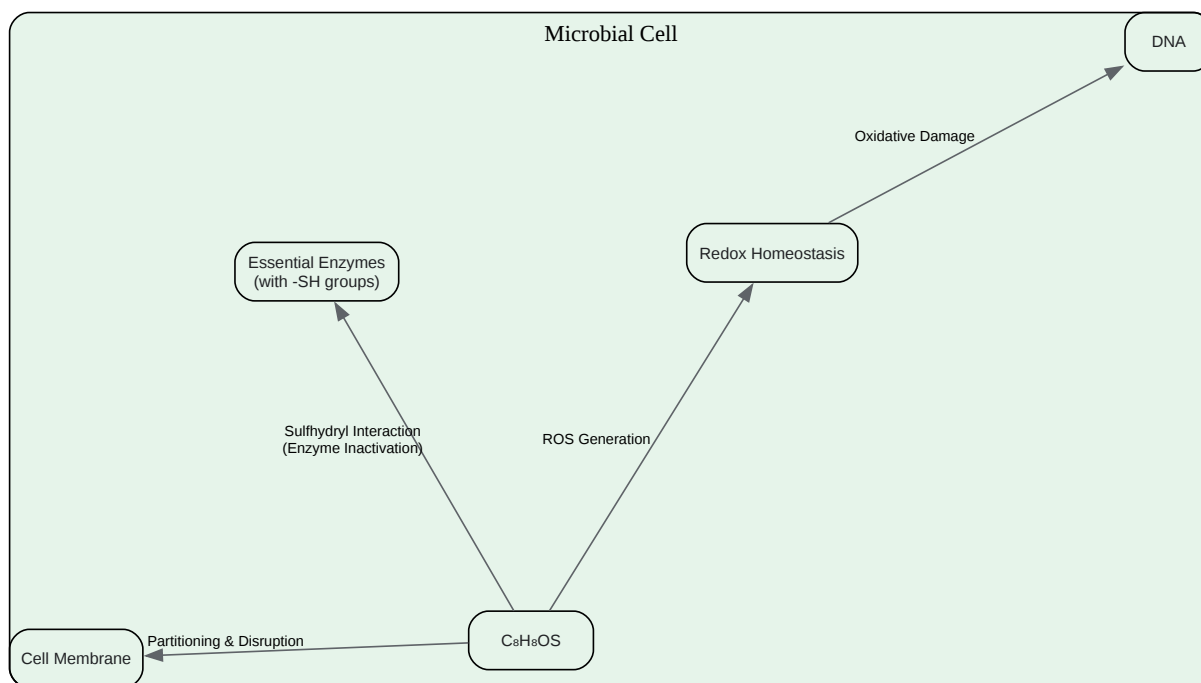 Microbial Cell
DNA
Oxidative Damage
Essential Enzymes
(with -SH groups)
Redox Homeostasis
Sulfhydryl Interaction
(Enzyme Inactivation)
ROS Generation
C₈H₈OS
Partitioning & Disruption
Cell Membrane